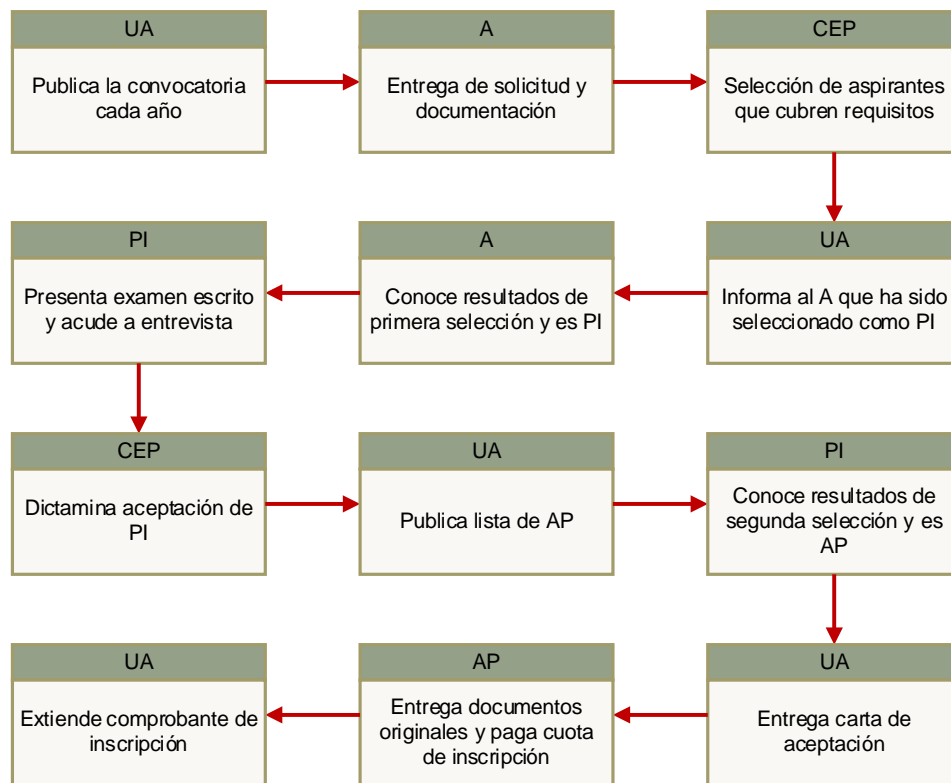 UA
Publica la convocatoria
cada año
A
Entrega de solicitud y
documentación
CEP
Selección de aspirantes
que cubren requisitos
UA
Informa al A que ha sido
seleccionado como PI
A
Conoce resultados de
primera selección y es PI
PI
Presenta examen escrito
y acude a entrevista
CEP
Dictamina aceptación de
PI
UA
Publica lista de AP
PI
Conoce resultados de
segunda selección y es
AP
UA
Entrega carta de
aceptación
AP
Entrega documentos
originales y paga cuota
de inscripción
UA
Extiende comprobante de
inscripción